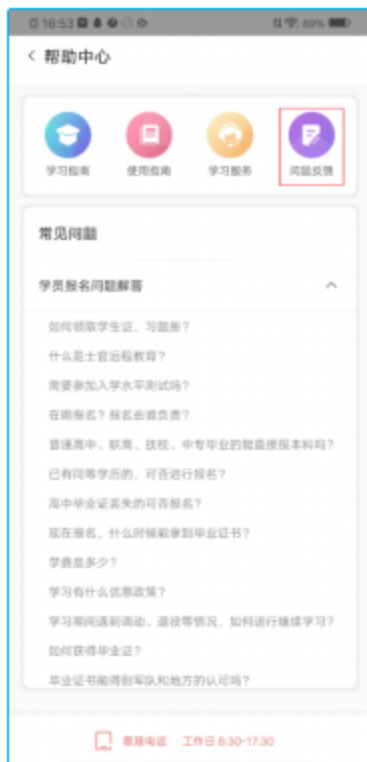 16:53
89%
帮助中心
学习指南 使用指南 学习服务 问题反馈
常见问题
学员报名问题解答
如何领取学生证、习题册?
什么是士官远程教育?
需要参加入学水平测试吗?
在哪报名?报名由谁负责?
普通高中、职高、技校、中专毕业的能直接报本科吗?
已有同等学历的，可否进行报名?
高中毕业证丢失的可否报名?
现在报名，什么时候能拿到毕业证书?
学费是多少?
学习有什么优惠政策?
学习期间遇到调动、退役等情况，如何进行继续学习?
如何获得毕业证?
毕业证书能得到军队和地方的认可吗?
客服电话 工作日 8:30-17:30